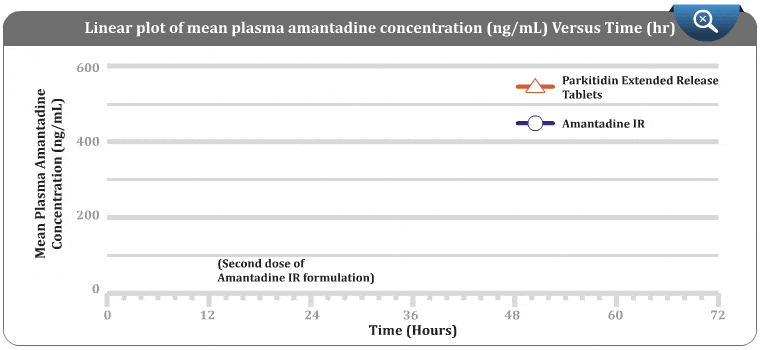 Linear plot of mean plasma amantadine concentration (ng/mL) Versus Time (hr)
600
400
200
0
Mean Plasma Amantadine
Concentration (ng/mL)
Parkitidin Extended Release
Tablets
Amantadine IR
(Second dose of
Amantadine IR formulation)
0 12 24 36 48 60 72
Time (Hours)